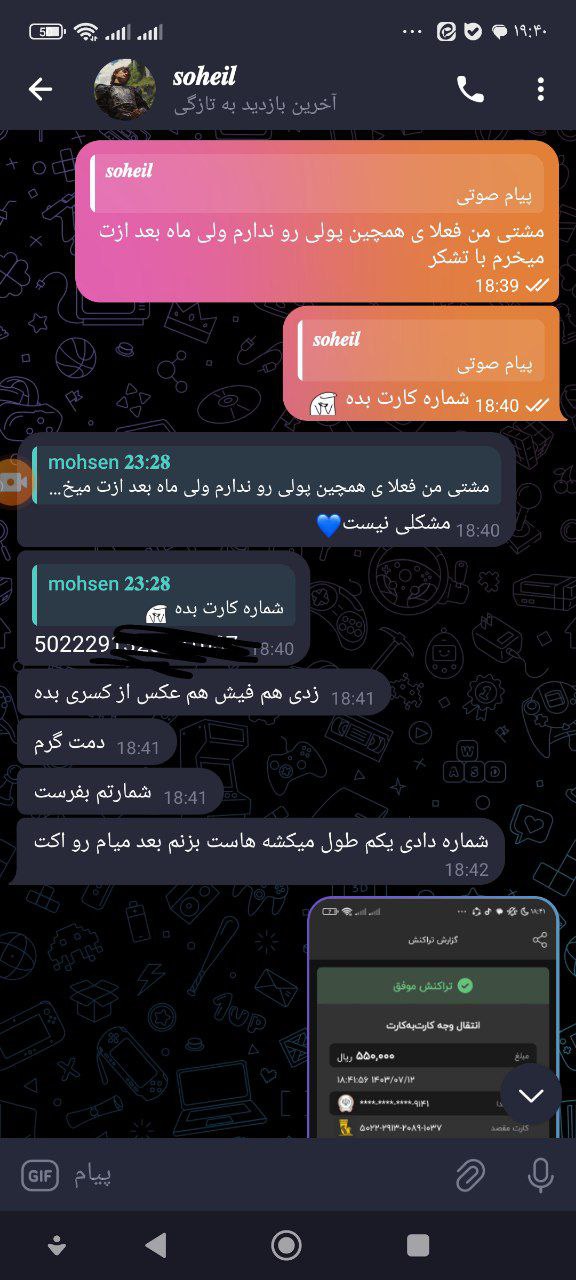 ۱۹:۴۰
soheil
آخرین بازدید به تازگی
soheil
پیام صوتی
مشتی من فعلا ی همچین پولی رو ندارم ولی ماه بعد ازت
میخرم با تشکر
18:39
soheil
پیام صوتی
شماره کارت بده 18:40
mohsen 23:28
مشتی من فعلا ی همچین پولی رو ندارم ولی ماه بعد ازت میخ...
مشکلی نیست💙 18:40
mohsen 23:28
شماره کارت بده
502229 18:40
زدی هم فیش هم عکس از کسری بده 18:41
دمت گرم 18:41
شمارتم بفرست 18:41
شماره دادی یکم طول میکشه هاست بزنم بعد میام رو اکت
18:42
۱۸:۴۱
گزارش تراکنش
تراکنش موفق
انتقال وجه کارت‌به‌کارت
مبلغ ۵۵۰,۰۰۰ ریال
۱۴۰۳/۰۷/۱۲ ۱۸:۴۱:۵۶
****-****-****-۹۱۴۱
کارت مقصد ۵۰۲۲-۲۹۱۳-۲۰۸۹-۱۰۳۷
GIF
پیام